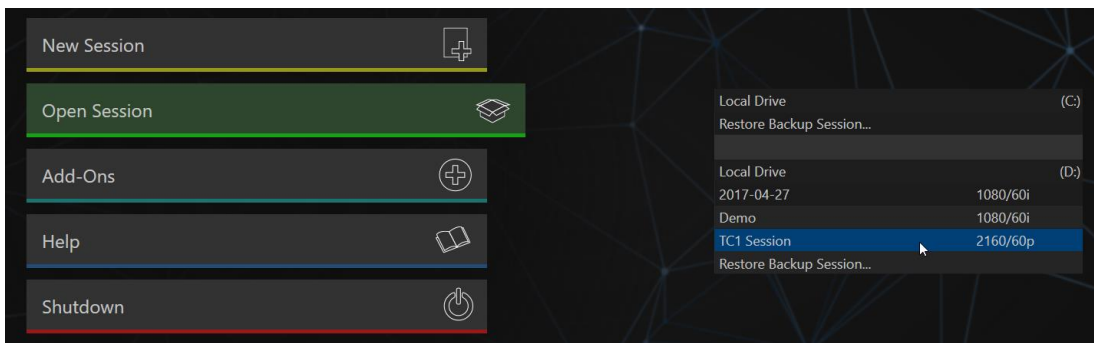 New Session
Open Session
Add-Ons
Help
Shutdown
Local Drive (C:)
Restore Backup Session...
Local Drive (D:)
2017-04-27 1080/60i
Demo 1080/60i
TC1 Session 2160/60p
Restore Backup Session...